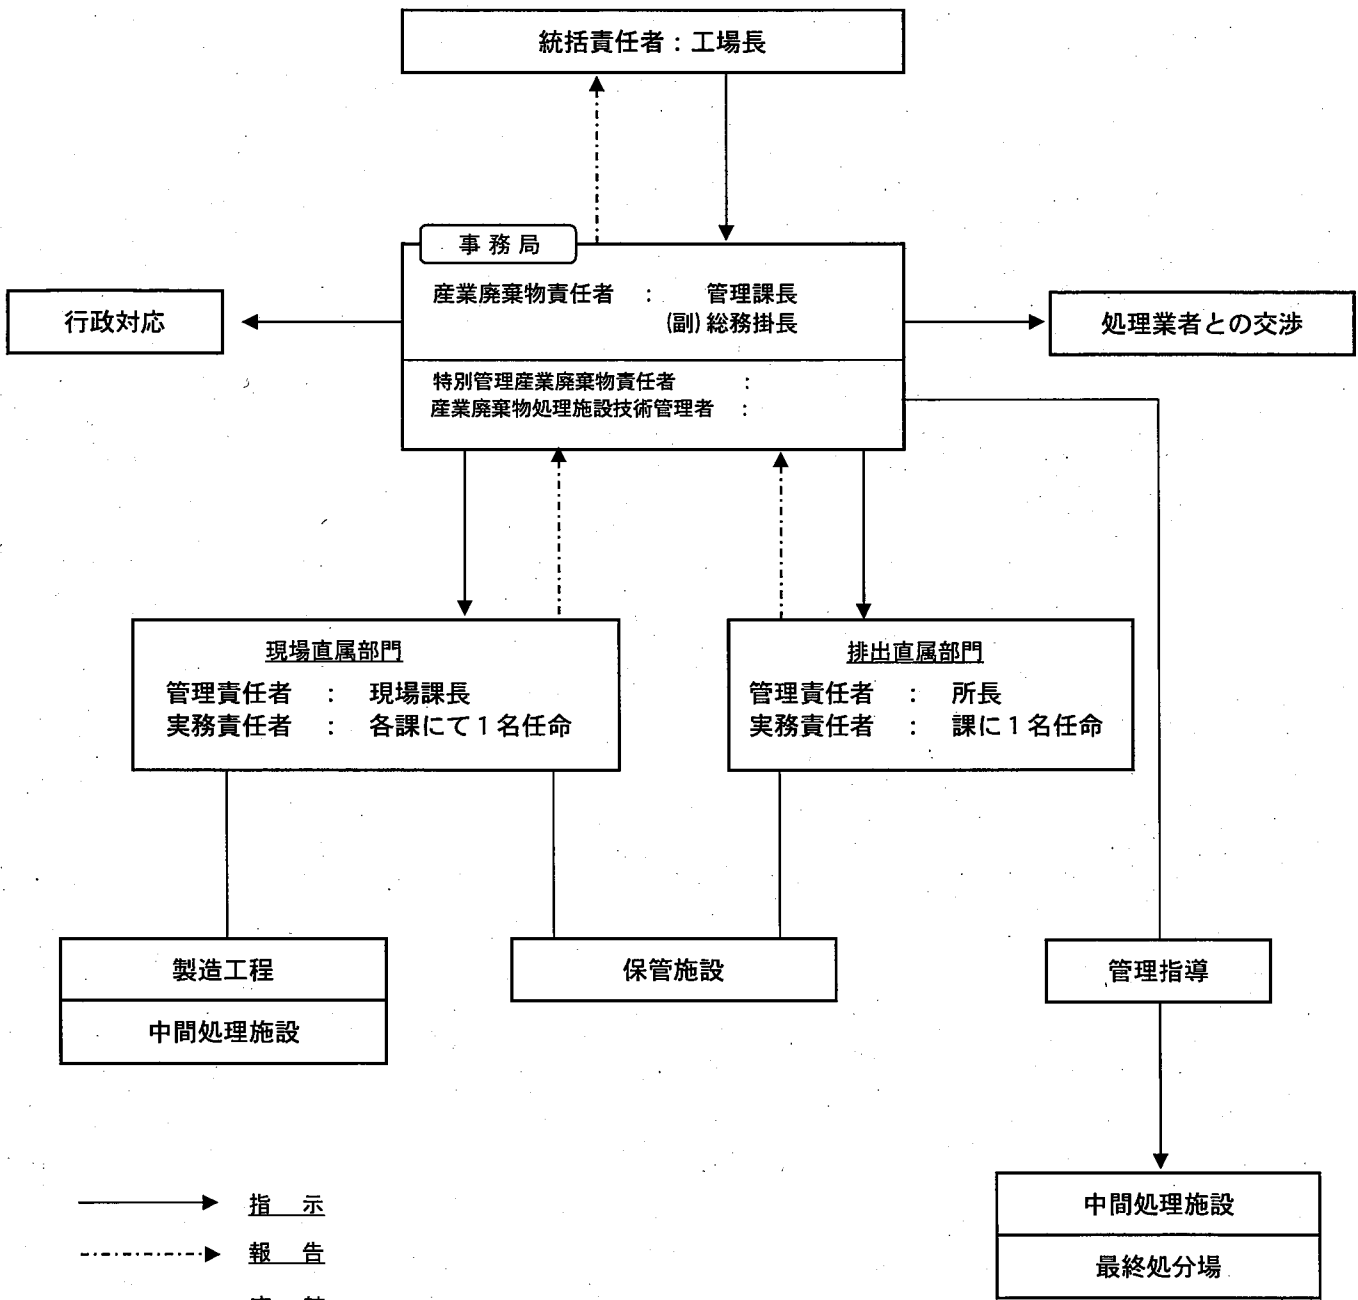 統括責任者：工場長
事務局
産業廃棄物責任者 ： 管理課長
(副)総務掛長
行政対応
処理業者との交渉
特別管理産業廃棄物責任者 ：
産業廃棄物処理施設技術管理者 ：
現場直属部門
管理責任者 ： 現場課長
実務責任者 ： 各課にて１名任命
排出直属部門
管理責任者 ： 所長
実務責任者 ： 課に１名任命
製造工程
中間処理施設
保管施設
管理指導
中間処理施設
最終処分場
指 示
報 告